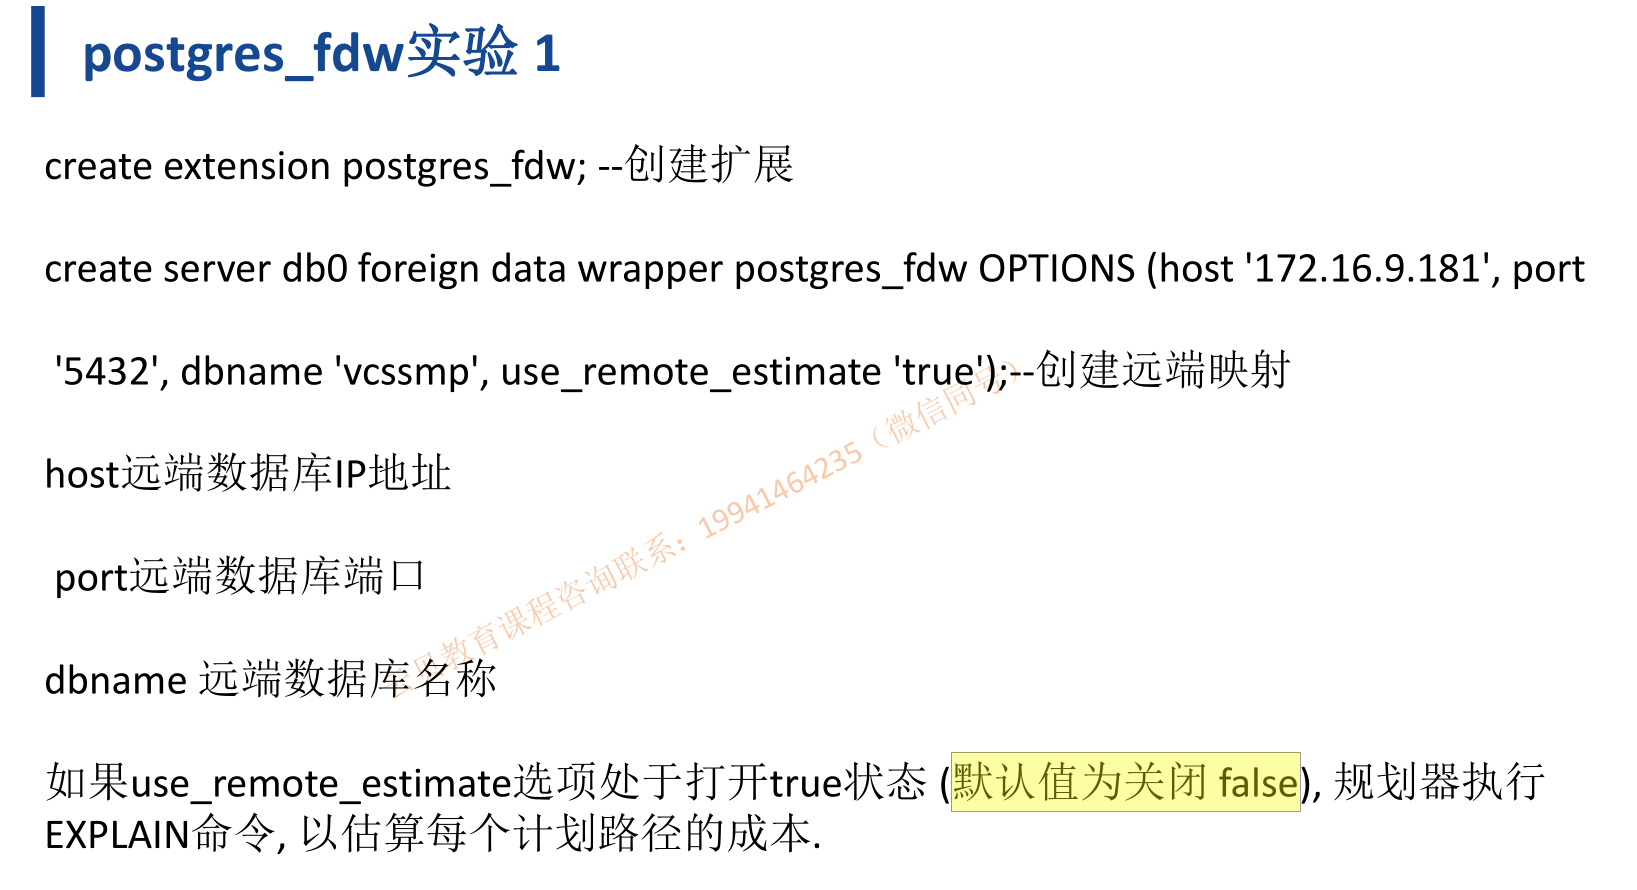 postgres_fdw实验 1
create extension postgres_fdw; --创建扩展
create server db0 foreign data wrapper postgres_fdw OPTIONS (host '172.16.9.181', port
'5432', dbname 'vcssmp', use_remote_estimate 'true');--创建远端映射
host远端数据库IP地址
port远端数据库端口
dbname 远端数据库名称
如果use_remote_estimate选项处于打开true状态 (默认值为关闭 false), 规划器执行
EXPLAIN命令, 以估算每个计划路径的成本.
教育课程咨询联系：19941464235（微信同号）